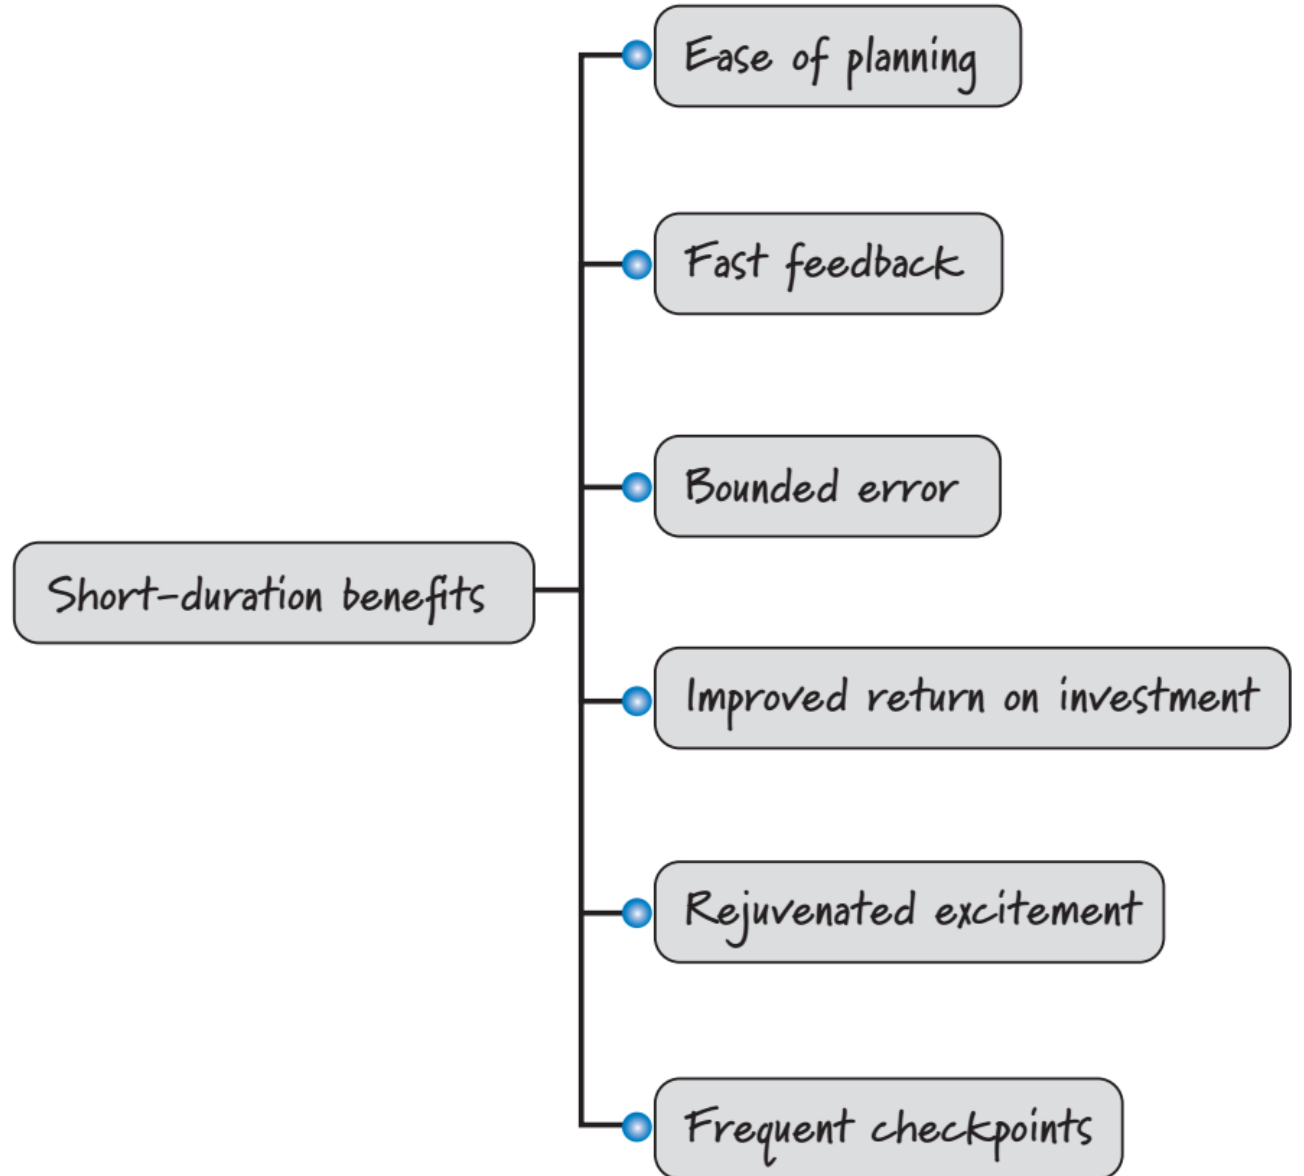 Ease of planning
Fast feedback
Bounded error
Short-duration benefits
Improved return on investment
Rejuvenated excitement
Frequent checkpoints